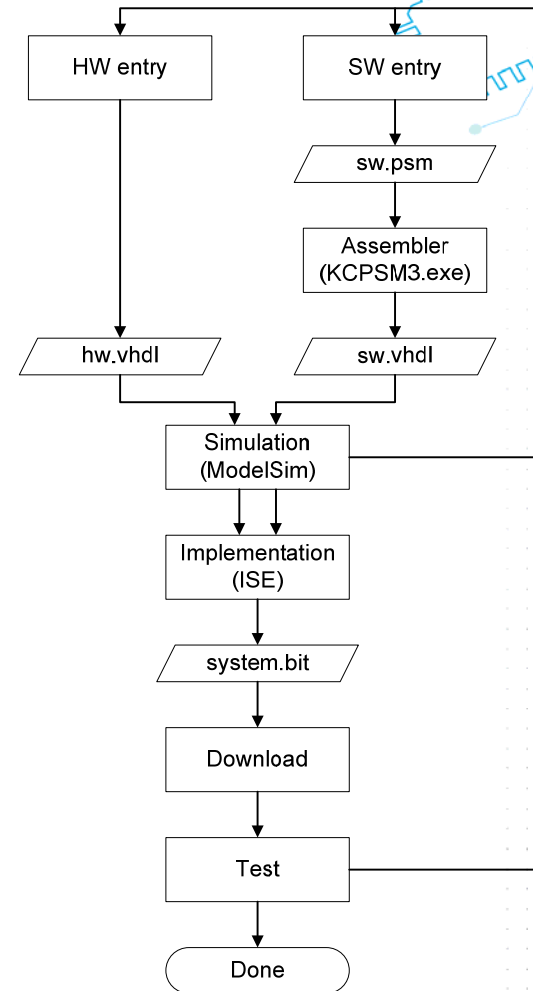 HW entry
SW entry
sw.psm
Assembler
(KCPSM3.exe)
hw.vhdl
sw.vhdl
Simulation
(ModelSim)
Implementation
(ISE)
system.bit
Download
Test
Done